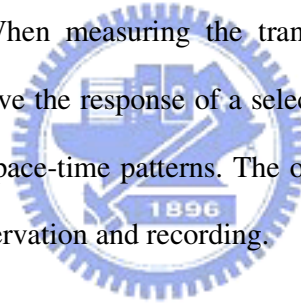 When measuring the tran
ve the response of a selec
pace-time patterns. The o
1896
ervation and recording.